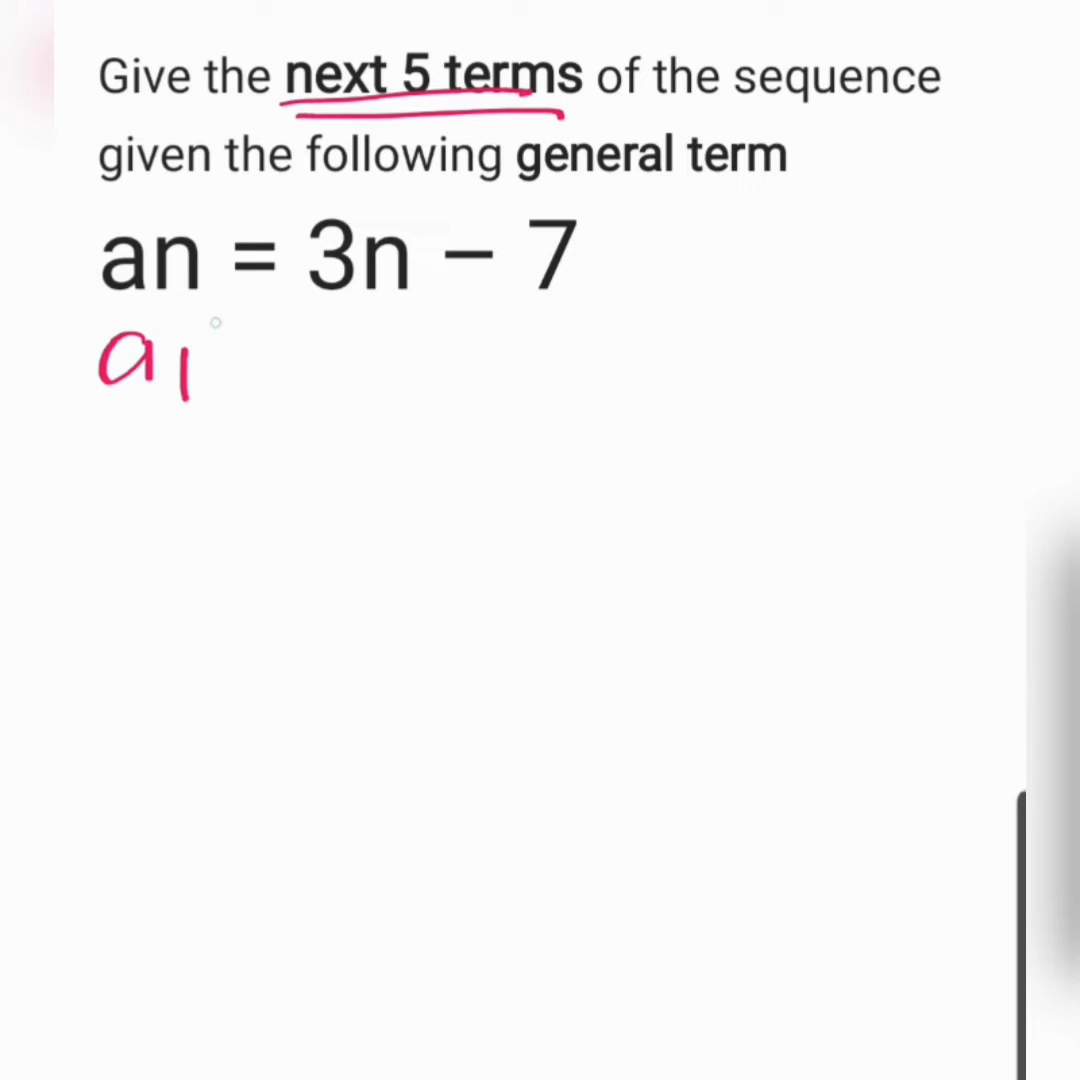 Give the next 5 terms of the sequence
given the following general term
an = 3n – 7
a1